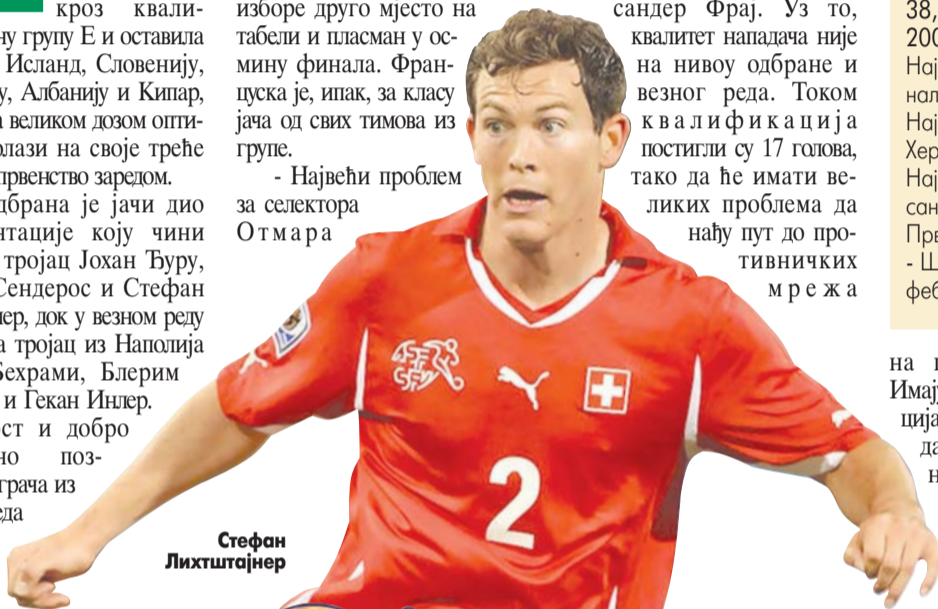 кроз квали-
ну групу Е и оставила
Исланд, Словенију,
у, Албанију и Кипар,
а великом дозом опти-
олази на своје треће
првенство заредом.
дбрана је јачи дио
нтације коју чини
тројац Јохан Ђуру,
Сендерос и Стефан
нер, док у везном реду
а тројац из Наполија
Бехрами, Блерим
и Гекан Инлер.
ост и добро
но поз-
грача из
еда
изборе друго мјесто на
табели и пласман у ос-
мину финала. Фран-
цуска је, ипак, за класу
јача од свих тимова из
групе.
- Највећи проблем
за селектора
Отмара
сандер Фрај. Уз то,
квалитет нападача није
на нивоу одбране и
везног реда. Током
квалификација
постигли су 17 голова,
тако да ће имати ве-
ликих проблема да
нађу пут до про-
тивничких
мрежа
38,
200
Нај
нал
Нај
Хер
Нај
сан
Прв
- Ш
феб
на
Имај
ција
да
н
ASF
SFV
2
Стефан
Лихтштајнер